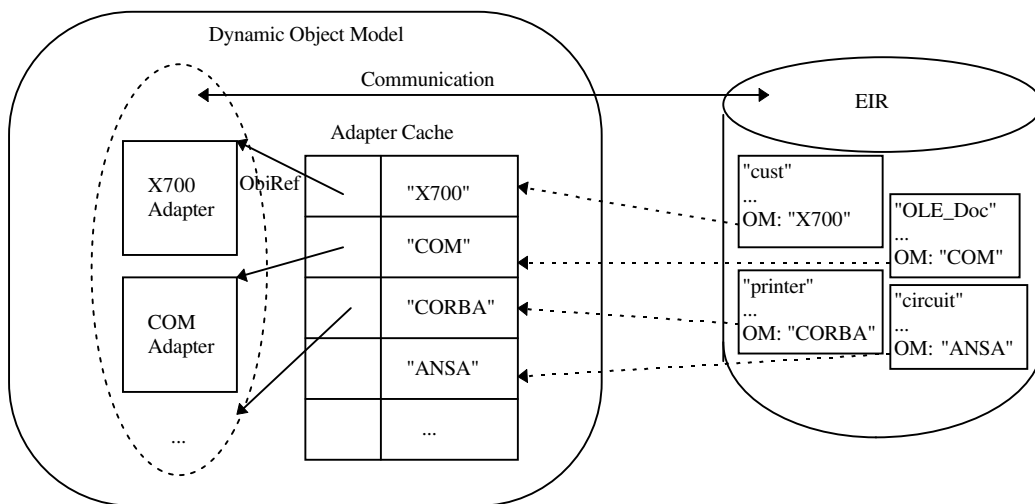 Dynamic Object Model
Communication
EIR
Adapter Cache
X700
Adapter
ObjRef
"X700"
"COM"
"CORBA"
"ANSA"
...
COM
Adapter
...
"cust"
...
OM: "X700"
"OLE_Doc"
...
OM: "COM"
"printer"
...
OM: "CORBA"
"circuit"
...
OM: "ANSA"